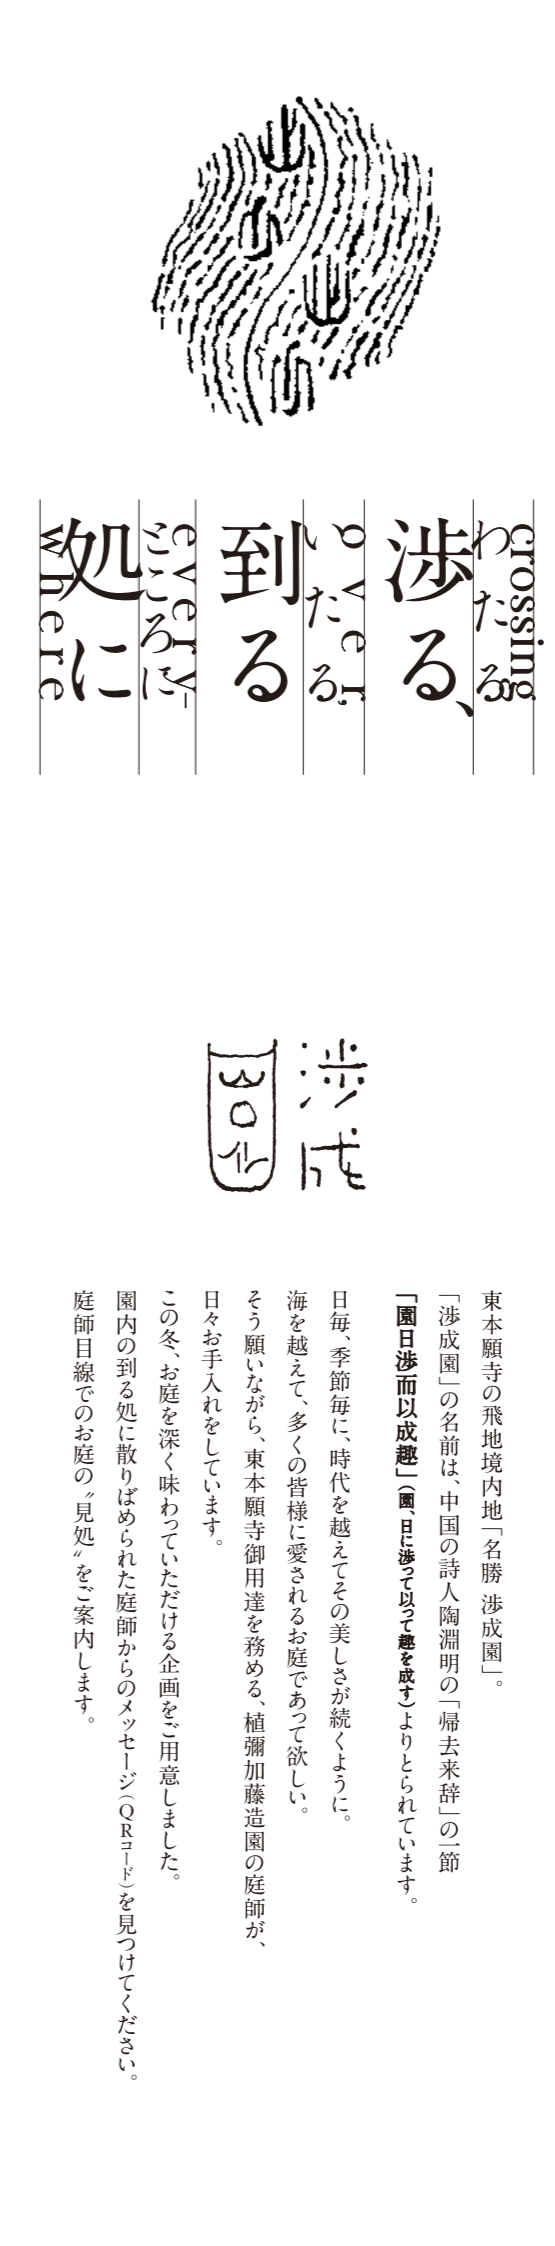 crossing
わたる
渉る、
over,
いたる
到る
every-
ところに
処に
where
渉成園
東本願寺の飛地境内地「名勝 渉成園」。
「渉成園」の名前は、中国の詩人陶淵明の「帰去来辞」の一節
「園日渉而以成趣」（園、日に渉って以って趣を成す）よりとられています。
日毎、季節毎に、時代を越えてその美しさが続くように。
海を越えて、多くの皆様に愛されるお庭であって欲しい。
そう願いながら、東本願寺御用達を務める、植彌加藤造園の庭師が、
日々お手入れをしています。
この冬、お庭を深く味わっていただける企画をご用意しました。
園内の到る処に散りばめられた庭師からのメッセージ（QRコード）を見つけてください。
庭師目線でのお庭の〝見処〟をご案内します。